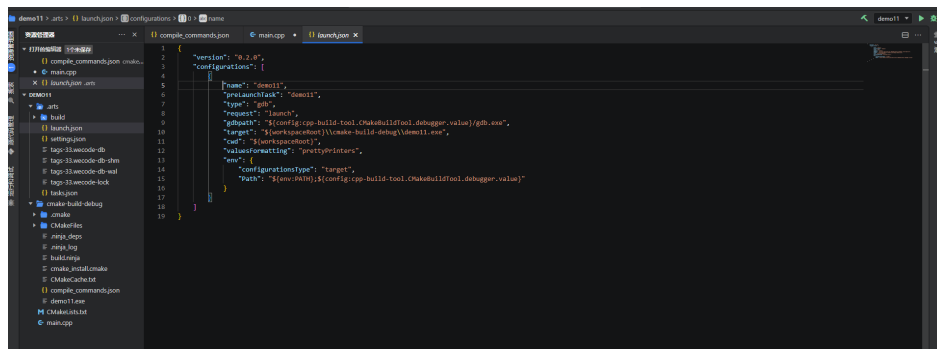 demo11 > .arts > {} launch.json > [ ] configurations > {} 0 > abc name
demo11
资源管理器
{} compile_commands.json
main.cpp
{} launch.json
打开的编辑器 1个未保存
{} compile_commands.json cmake...
main.cpp
{} launch.json .arts
DEMO11
.arts
build
{} launch.json
{} settings.json
tags-33.wecode-db
tags-33.wecode-db-shm
tags-33.wecode-db-wal
tags-33.wecode-lock
{} tasks.json
cmake-build-debug
.cmake
CMakeFiles
.ninja_deps
.ninja_log
build.ninja
cmake_install.cmake
CMakeCache.txt
{} compile_commands.json
demo11.exe
CMakeLists.txt
main.cpp
1 {
2 "version": "0.2.0",
3 "configurations": [
4 {
5 "name": "demo11",
6 "preLaunchTask": "demo11",
7 "type": "gdb",
8 "request": "launch",
9 "gdbpath": "${config:cpp-build-tool.CMakeBuildTool.debugger.value}/gdb.exe",
10 "target": "${workspaceRoot}\\cmake-build-debug\\demo11.exe",
11 "cwd": "${workspaceRoot}",
12 "valuesFormatting": "prettyPrinters",
13 "env": {
14 "configurationsType": "target",
15 "Path": "${env:PATH};${config:cpp-build-tool.CMakeBuildTool.debugger.value}"
16 }
17 }
18 ]
19 }